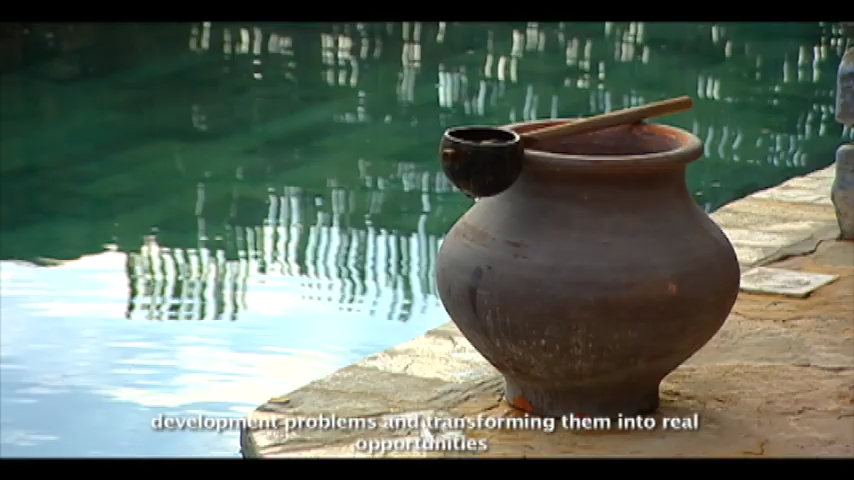 development problems and transforming them into real
opportunities